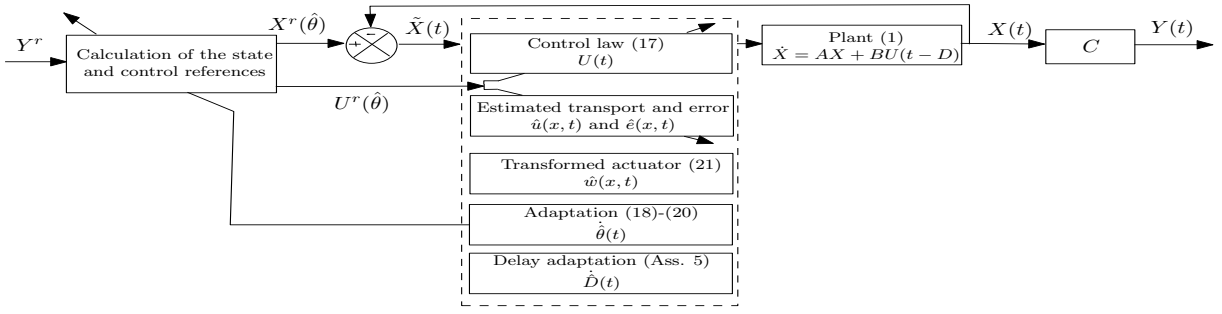 Y^r
Calculation of the state
and control references
X^r(θ̂)
U^r(θ̂)
+
−
X̃(t)
Control law (17)
U(t)
Estimated transport and error
û(x, t) and ê(x, t)
Transformed actuator (21)
ŵ(x, t)
Adaptation (18)-(20)
θ̂̇(t)
Delay adaptation (Ass. 5)
D̂̇(t)
Plant (1)
Ẋ = AX + BU(t − D)
X(t)
C
Y(t)